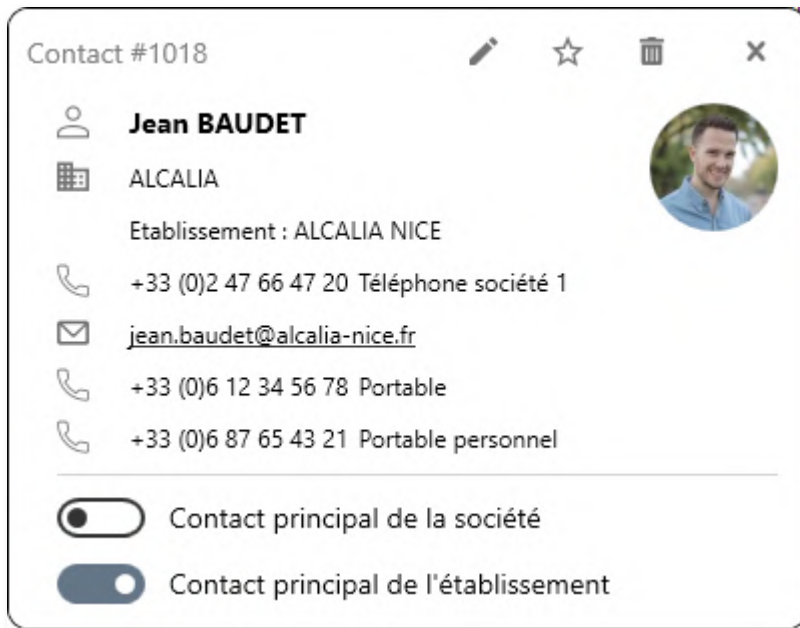 Contact #1018
Jean BAUDET
ALCALIA
Etablissement : ALCALIA NICE
+33 (0)2 47 66 47 20 Téléphone société 1
jean.baudet@alcalia-nice.fr
+33 (0)6 12 34 56 78 Portable
+33 (0)6 87 65 43 21 Portable personnel
Contact principal de la société
Contact principal de l'établissement